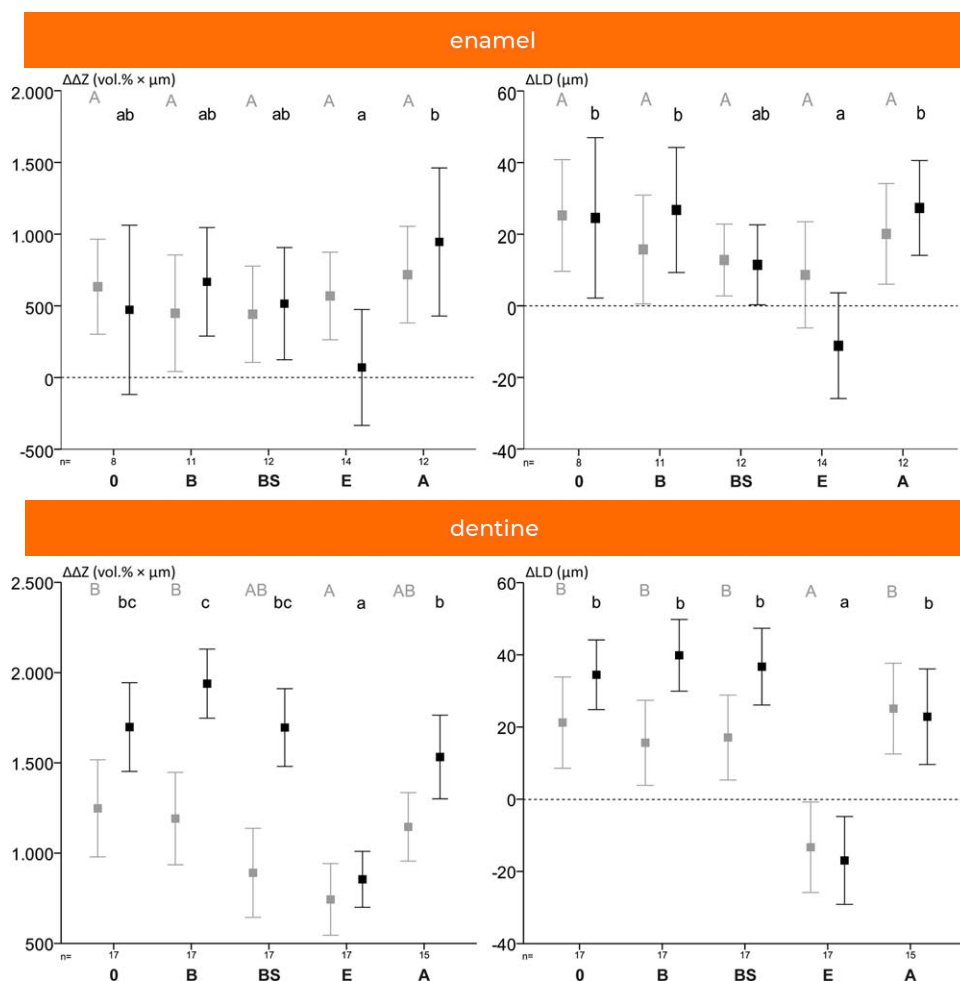 enamel
ΔΔZ (vol.% × μm)
2.000
1.500
1.000
500
0
-500
A A A A A
ab ab ab a b
n= 8 11 12 14 12
0 B BS E A
ΔLD (μm)
60
40
20
0
-20
-40
A A A A A
b b ab a b
n= 8 11 12 14 12
0 B BS E A
dentine
ΔΔZ (vol.% × μm)
2.500
2.000
1.500
1.000
500
B B AB A AB
bc c bc a b
n= 17 17 17 17 15
0 B BS E A
ΔLD (μm)
60
40
20
0
-20
-40
B B B A B
b b b a b
n= 17 17 17 17 15
0 B BS E A